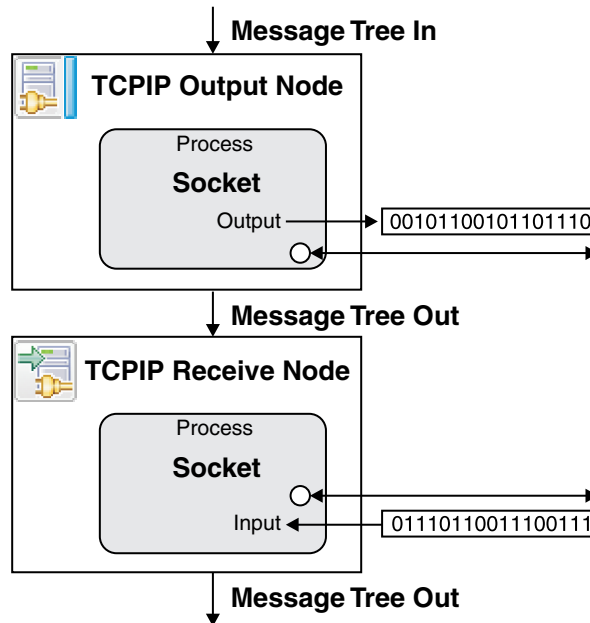 Message Tree In
TCPIP Output Node
Process
Socket
Output
00101100101101110
Message Tree Out
TCPIP Receive Node
Process
Socket
Input
01110110011100111
Message Tree Out